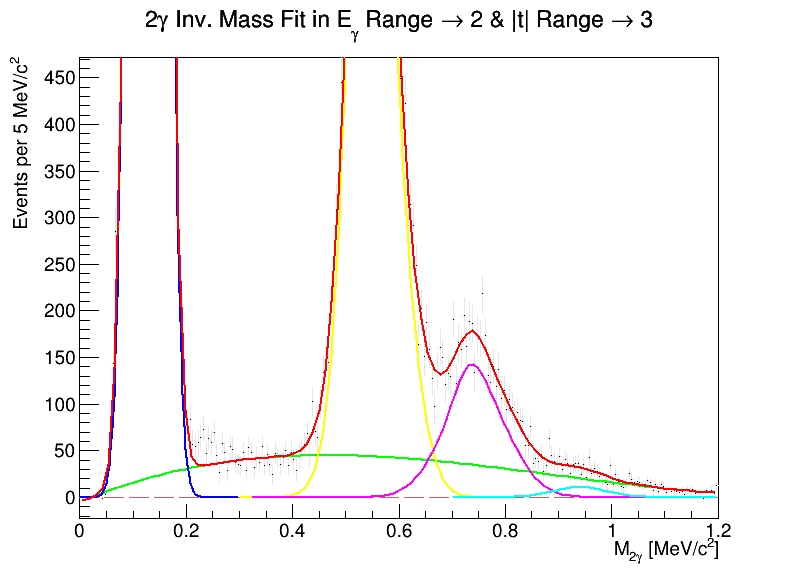 2γ Inv. Mass Fit in Eγ Range → 2 & |t| Range → 3
Events per 5 MeV/c²
450
400
350
300
250
200
150
100
50
0
0 0.2 0.4 0.6 0.8 1 1.2
M2γ [MeV/c²]